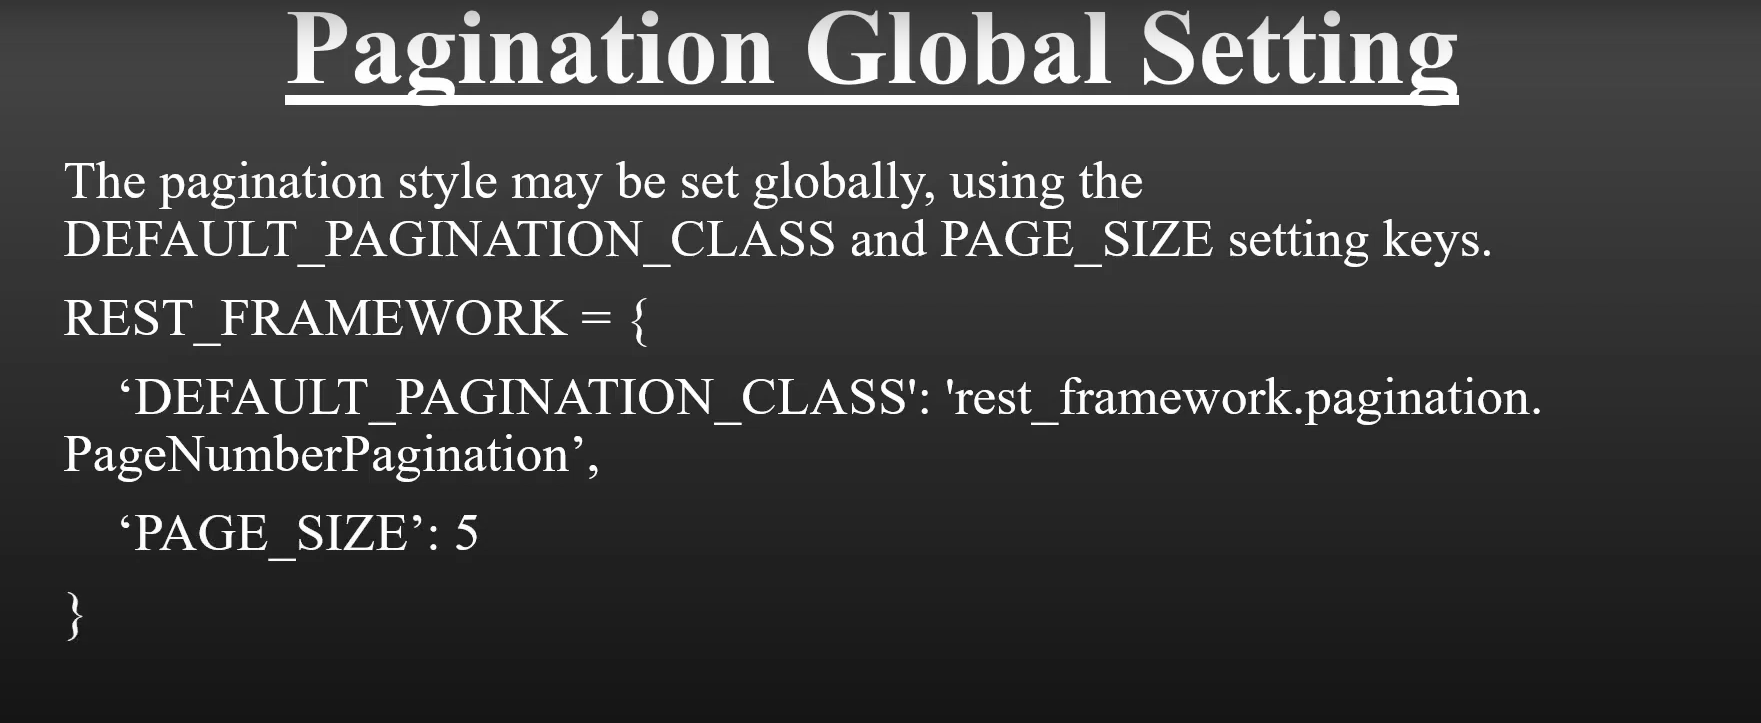 Pagination Global Setting
The pagination style may be set globally, using the
DEFAULT_PAGINATION_CLASS and PAGE_SIZE setting keys.
REST_FRAMEWORK = {
‘DEFAULT_PAGINATION_CLASS': 'rest_framework.pagination.
PageNumberPagination’,
‘PAGE_SIZE’: 5
}